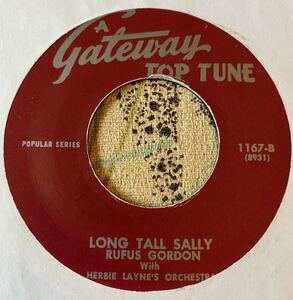 A
Gateway
TOP TUNE
POPULAR SERIES
1167-B
(8931)
LONG TALL SALLY
RUFUS GORDON
With
HERBIE LAYNE'S ORCHESTRA